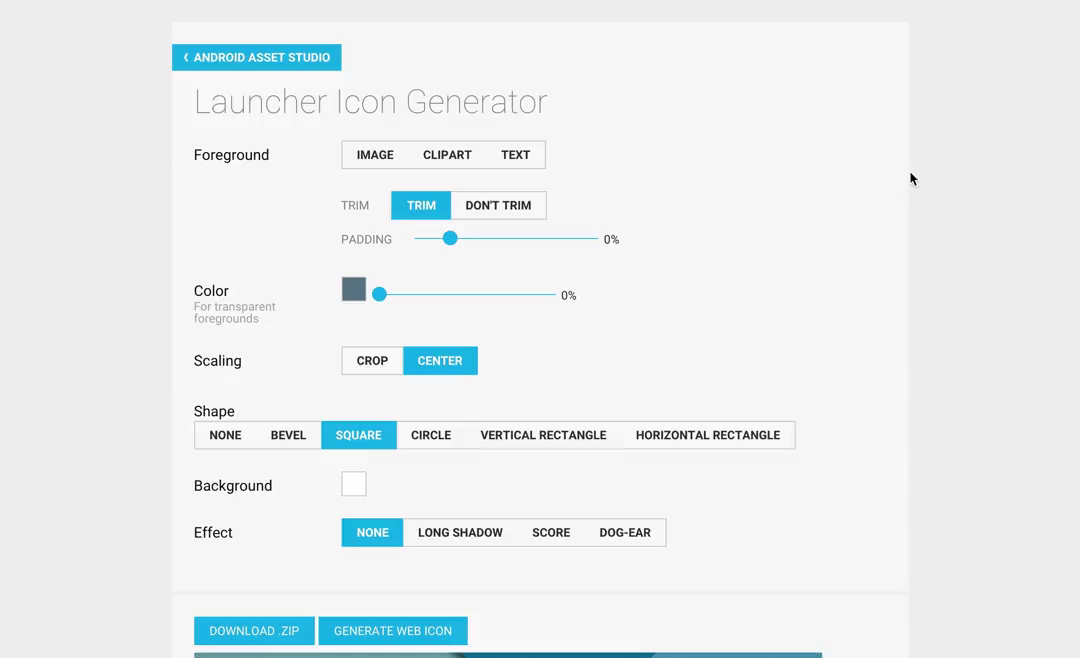 ‹ ANDROID ASSET STUDIO
Launcher Icon Generator
Foreground IMAGE CLIPART TEXT
TRIM TRIM DON'T TRIM
PADDING 0%
Color 0%
For transparent
foregrounds
Scaling CROP CENTER
Shape
NONE BEVEL SQUARE CIRCLE VERTICAL RECTANGLE HORIZONTAL RECTANGLE
Background
Effect NONE LONG SHADOW SCORE DOG-EAR
DOWNLOAD .ZIP GENERATE WEB ICON